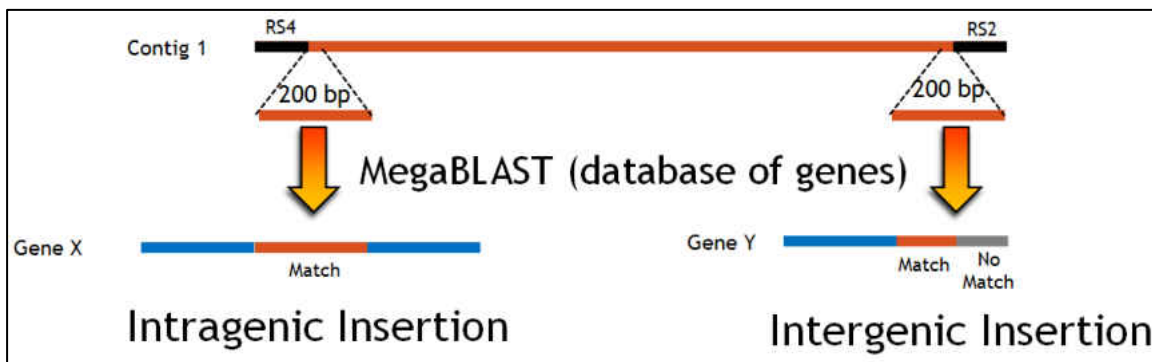 RS4
RS2
Contig 1
200 bp
200 bp
MegaBLAST (database of genes)
Gene X
Match
Gene Y
Match
No
Match
Intragenic Insertion
Intergenic Insertion